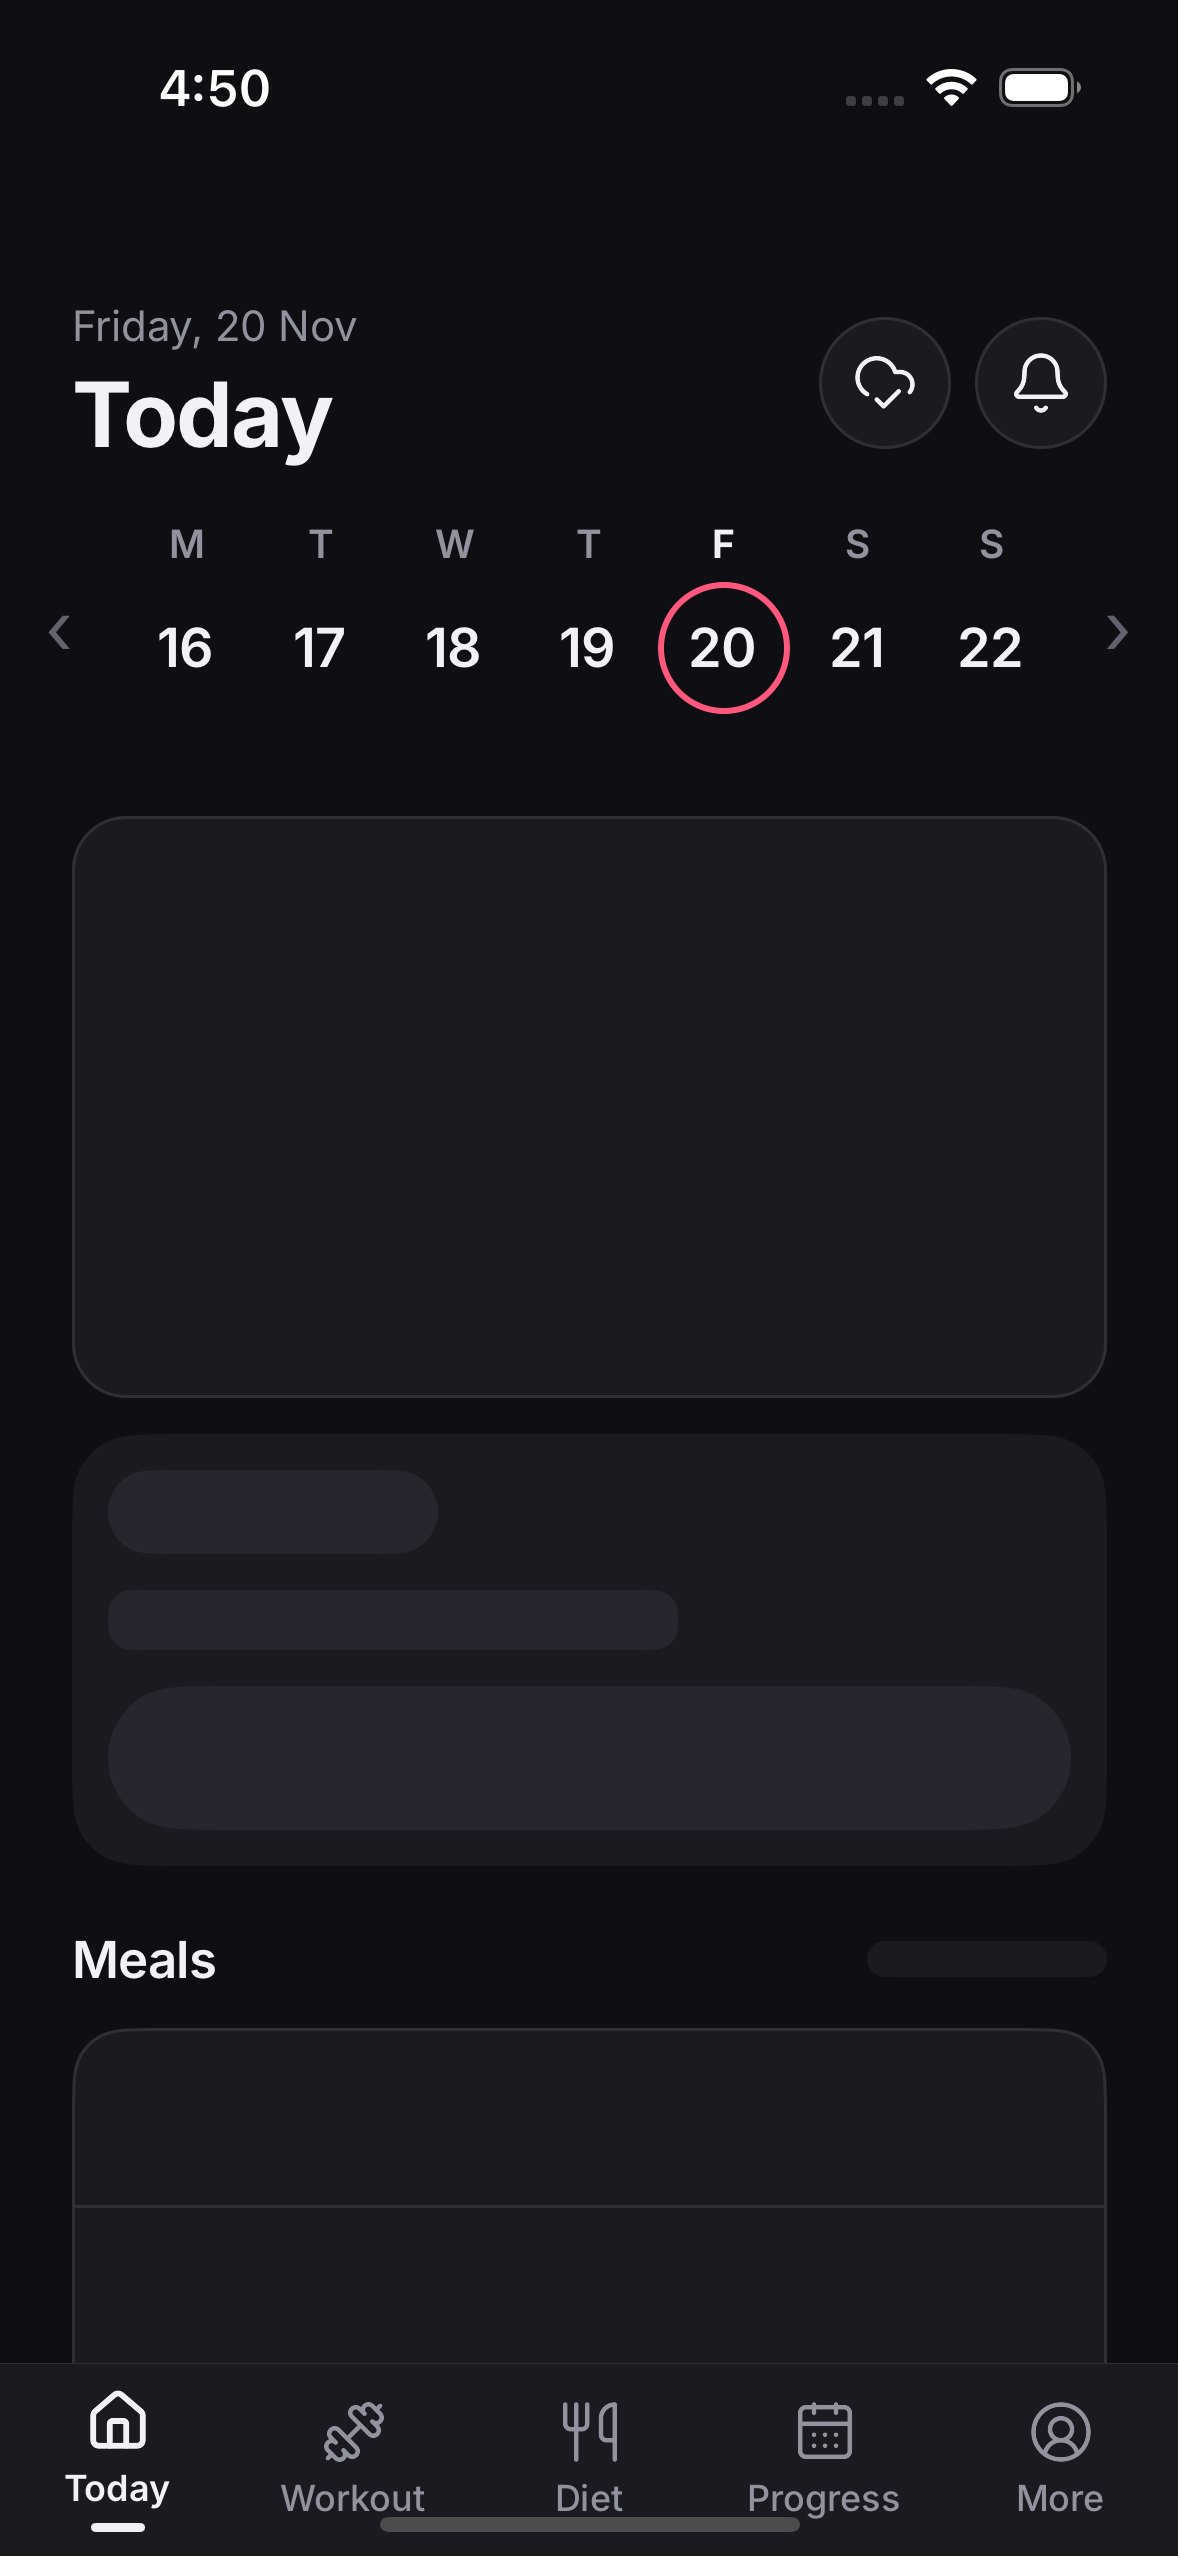 4:50
Friday, 20 Nov
Today
M T W T F S S
16 17 18 19 20 21 22
Meals
Today Workout Diet Progress More